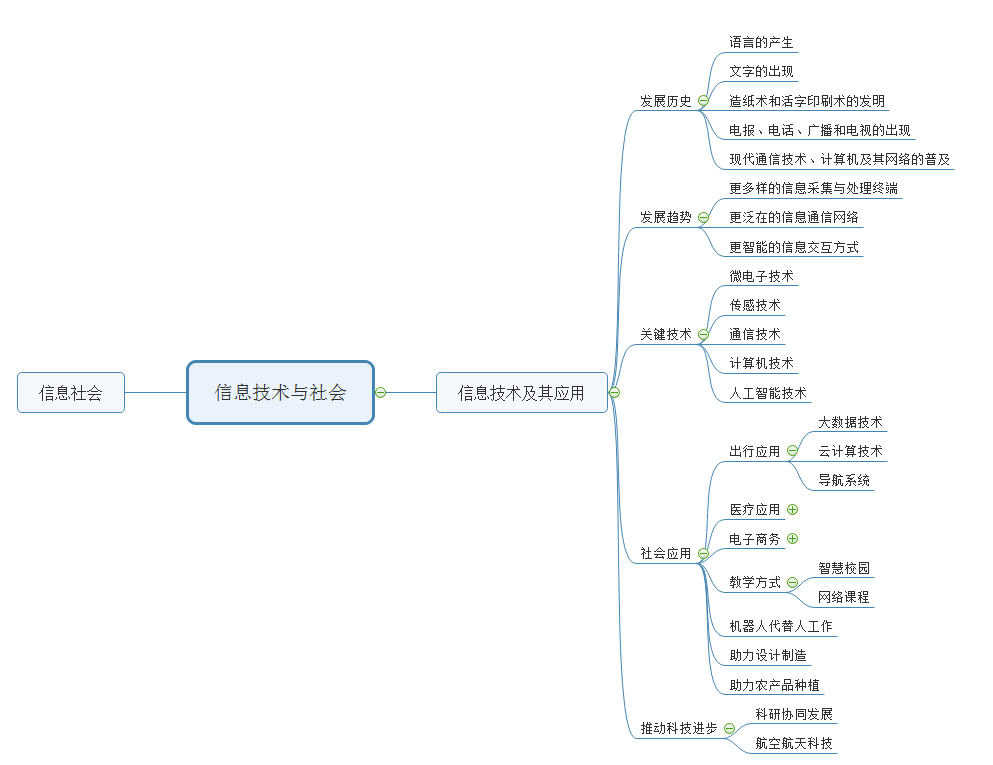 信息社会
信息技术与社会
信息技术及其应用
发展历史
语言的产生
文字的出现
造纸术和活字印刷术的发明
电报、电话、广播和电视的出现
现代通信技术、计算机及其网络的普及
发展趋势
更多样的信息采集与处理终端
更泛在的信息通信网络
更智能的信息交互方式
关键技术
微电子技术
传感技术
通信技术
计算机技术
人工智能技术
社会应用
出行应用
大数据技术
云计算技术
导航系统
医疗应用
电子商务
教学方式
智慧校园
网络课程
机器人代替人工作
助力设计制造
助力农产品种植
推动科技进步
科研协同发展
航空航天科技